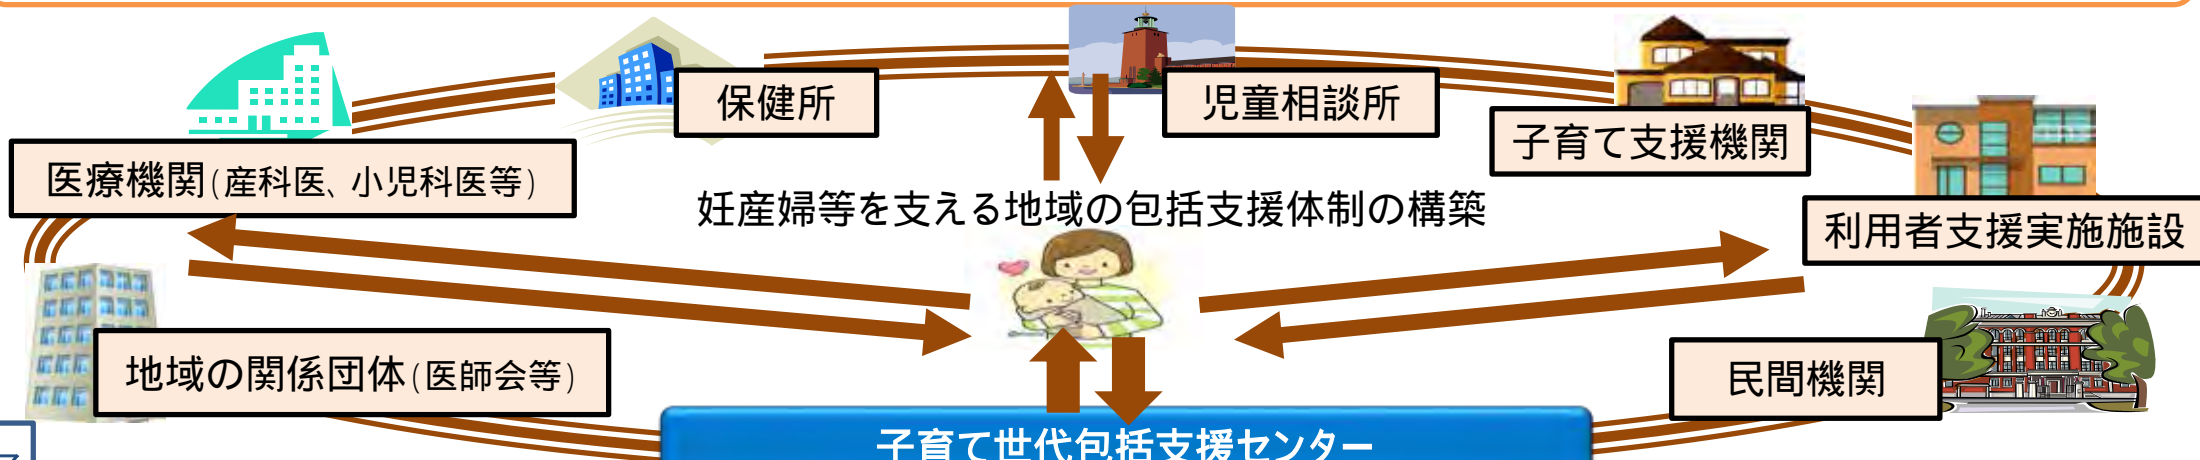 保健所
児童相談所
子育て支援機関
医療機関(産科医、小児科医等)
妊産婦等を支える地域の包括支援体制の構築
利用者支援実施施設
地域の関係団体(医師会等)
民間機関
子育て世代包括支援センター